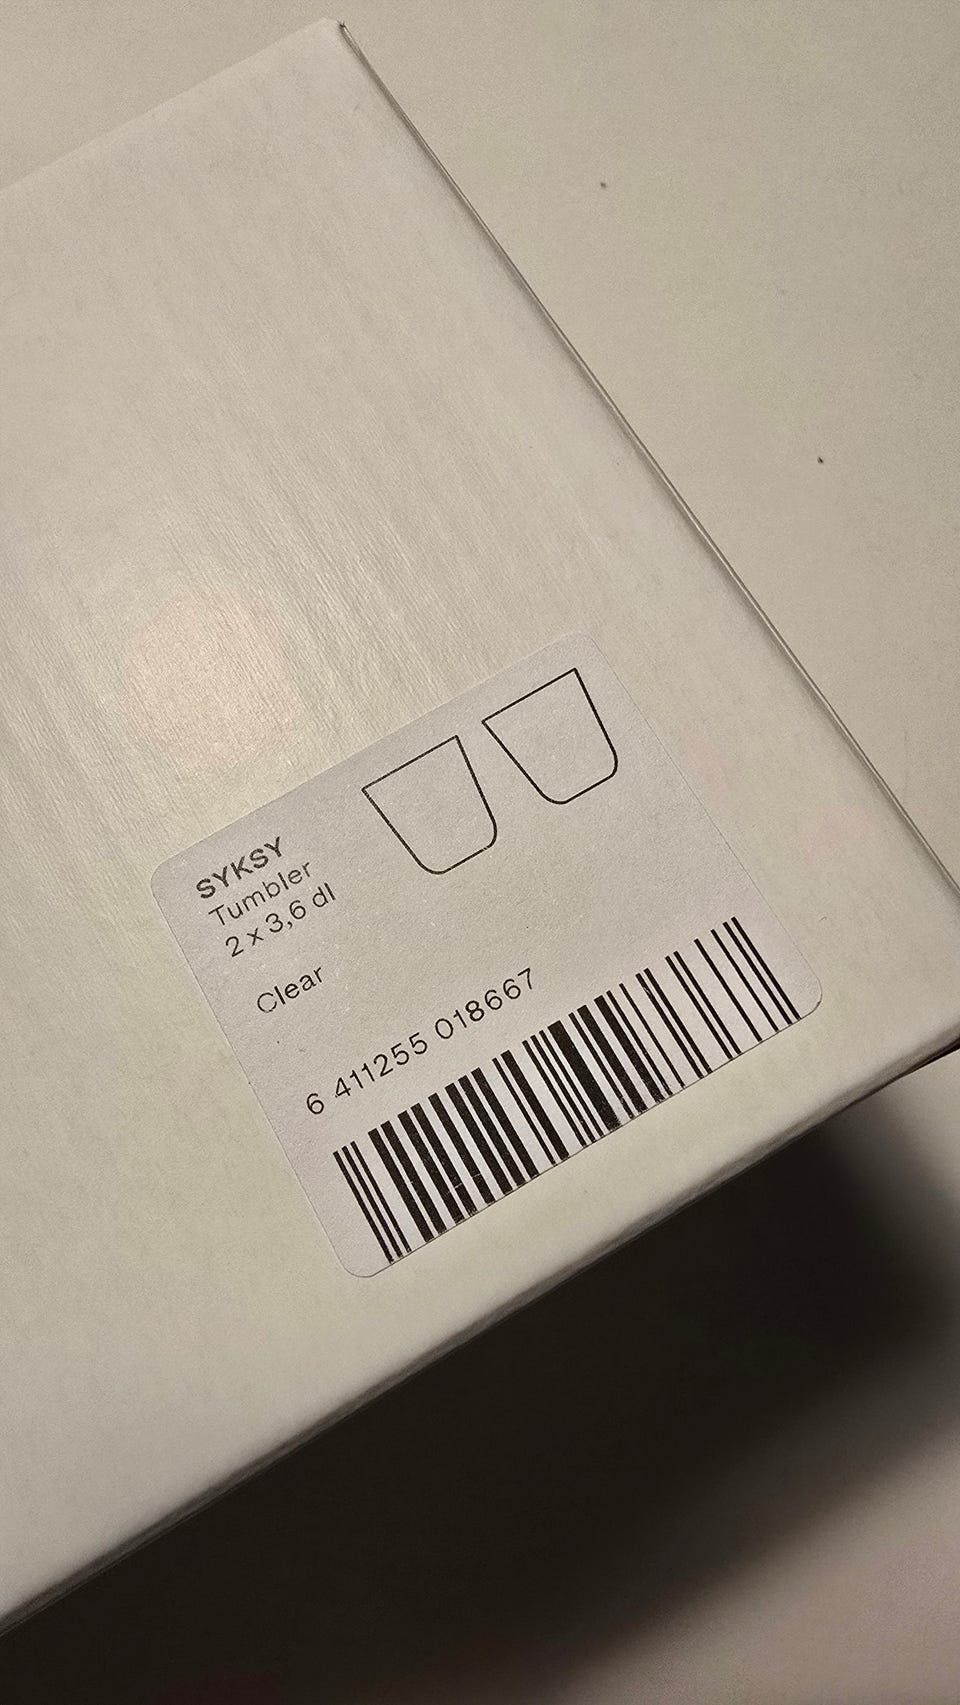 SYKSY
Tumbler
2 x 3,6 dl
Clear
6 411255 018667